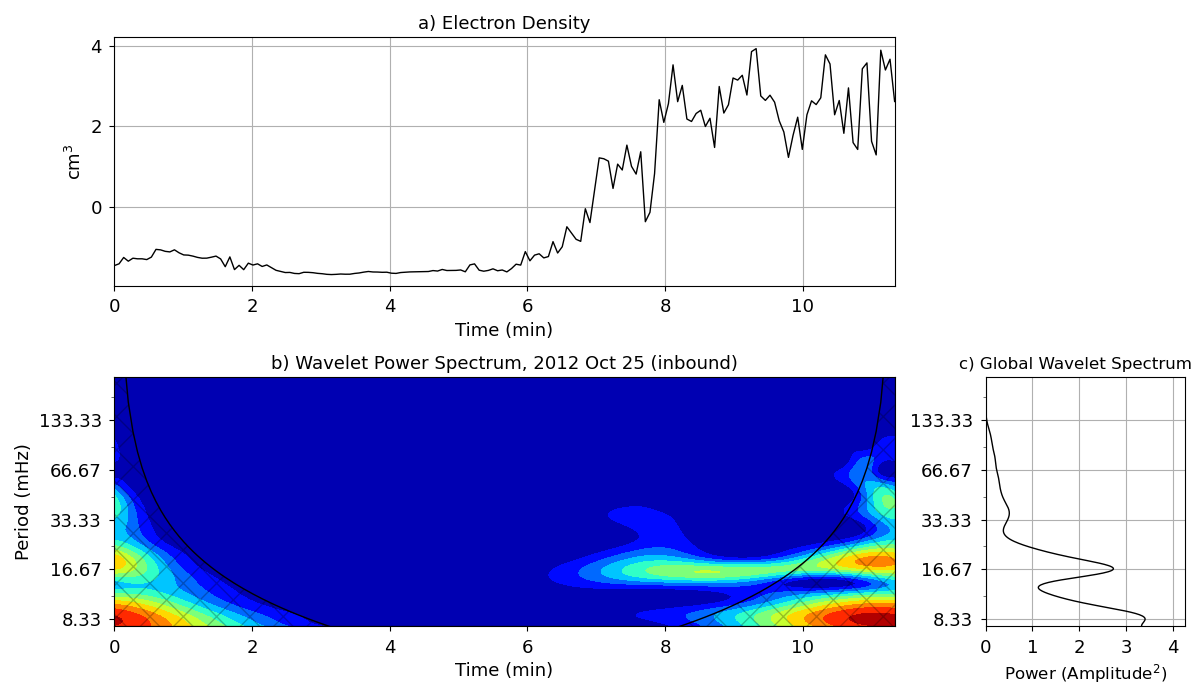 a) Electron Density
4
2
0
cm³
0 2 4 6 8 10
Time (min)
b) Wavelet Power Spectrum, 2012 Oct 25 (inbound)
133.33
66.67
33.33
16.67
8.33
Period (mHz)
0 2 4 6 8 10
Time (min)
c) Global Wavelet Spectrum
133.33
66.67
33.33
16.67
8.33
0 1 2 3 4
Power (Amplitude²)